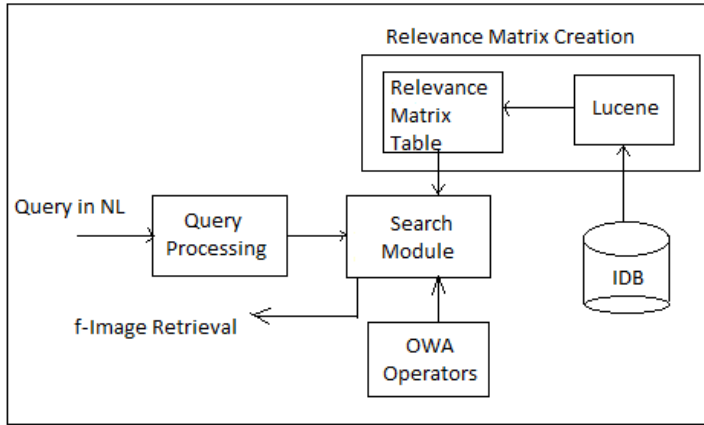 Relevance Matrix Creation
Relevance
Matrix
Table
Lucene
Query in NL
Query
Processing
Search
Module
IDB
f-Image Retrieval
OWA
Operators